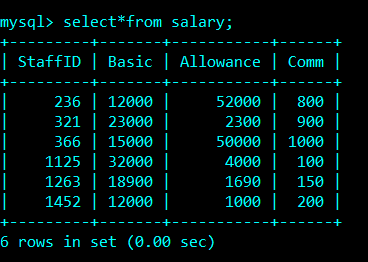 mysql> select*from salary;
+---------+-------+-----------+------+
| StaffID | Basic | Allowance | Comm |
+---------+-------+-----------+------+
|     236 | 12000 |     52000 |  800 |
|     321 | 23000 |      2300 |  900 |
|     366 | 15000 |     50000 | 1000 |
|    1125 | 32000 |      4000 |  100 |
|    1263 | 18900 |      1690 |  150 |
|    1452 | 12000 |      1000 |  200 |
+---------+-------+-----------+------+
6 rows in set (0.00 sec)